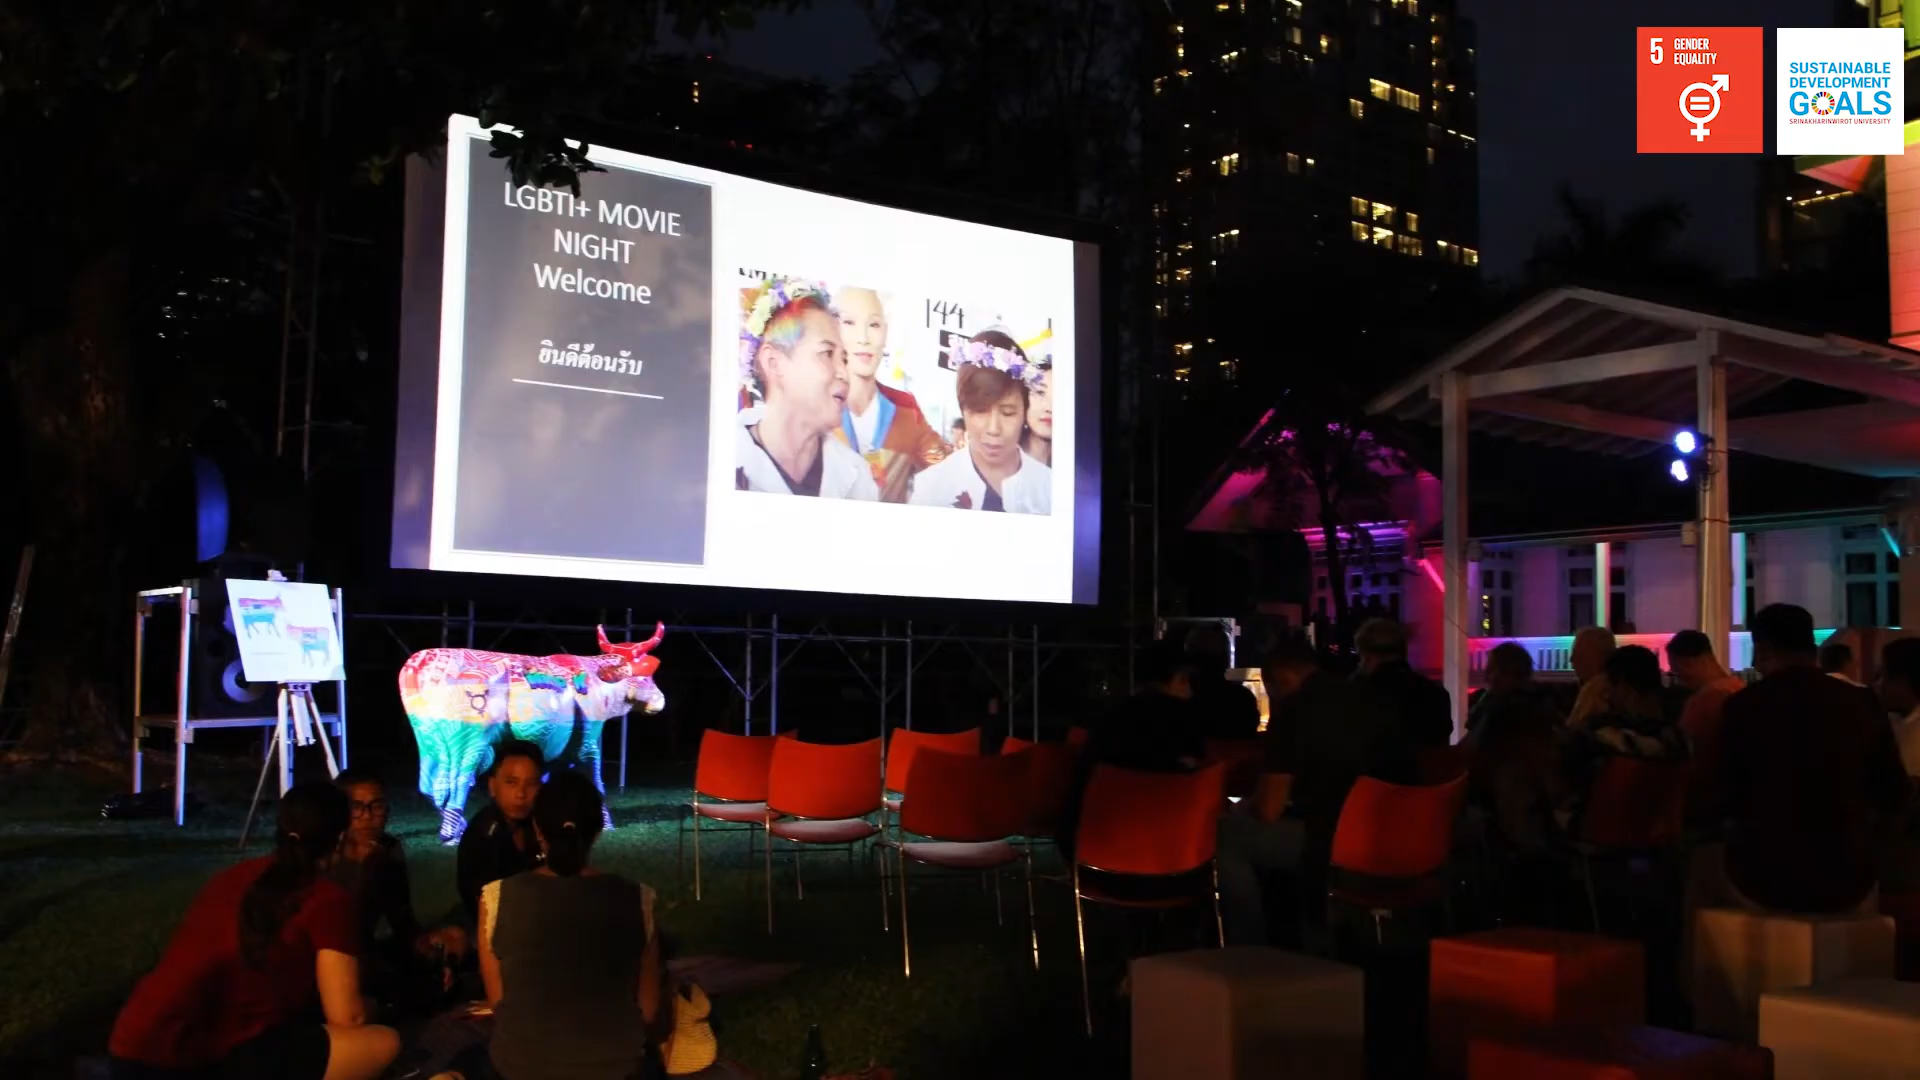 LGBTI+ MOVIE
NIGHT
Welcome
ยินดีต้อนรับ
144
5 GENDER
EQUALITY
SUSTAINABLE
DEVELOPMENT
GOALS
SRINAKHARINWIROT UNIVERSITY